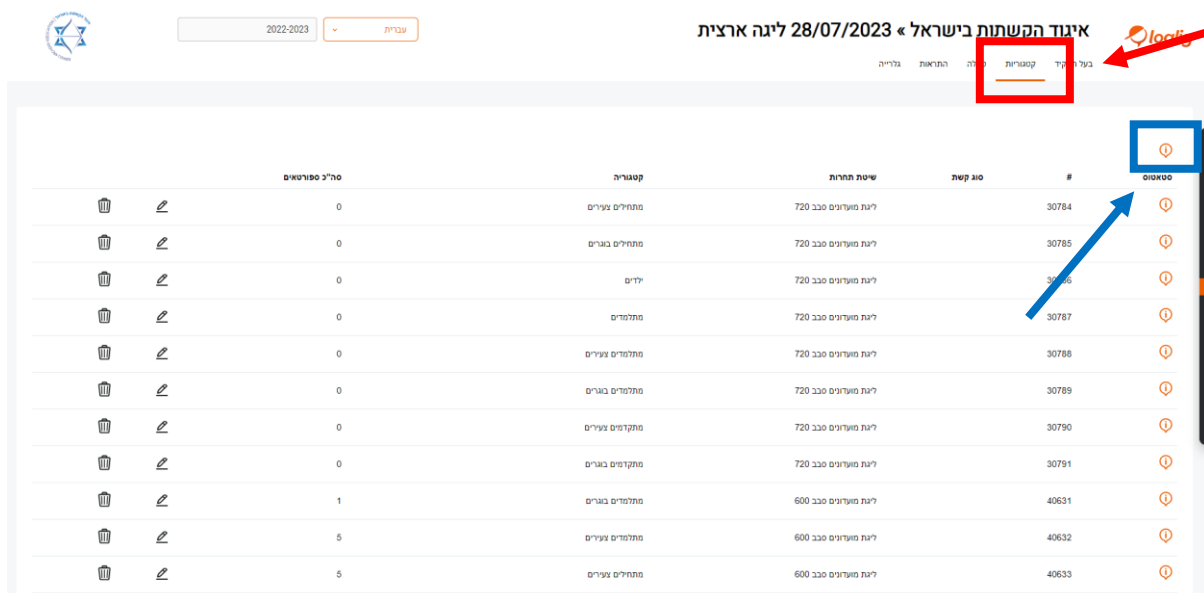 loglig
איגוד הקשתות בישראל » 28/07/2023 ליגה ארצית
עברית
2022-2023
בעל קיד קטגוריות לה התראות גלרייה
סטאטוס # סוג קשת שיטת תחרות קטגוריה סה"כ ספורטאים
30784 ליגת מועדונים סבב 720 מתחילים צעירים 0
30785 ליגת מועדונים סבב 720 מתחילים בוגרים 0
ליגת מועדונים סבב 720 ילדים 0
30787 ליגת מועדונים סבב 720 מתלמדים 0
30788 ליגת מועדונים סבב 720 מתלמדים צעירים 0
30789 ליגת מועדונים סבב 720 מתלמדים בוגרים 0
30790 ליגת מועדונים סבב 720 מתקדמים צעירים 0
30791 ליגת מועדונים סבב 720 מתקדמים בוגרים 0
40631 ליגת מועדונים סבב 600 מתלמדים בוגרים 1
40632 ליגת מועדונים סבב 600 מתלמדים צעירים 5
40633 ליגת מועדונים סבב 600 מתחילים צעירים 5